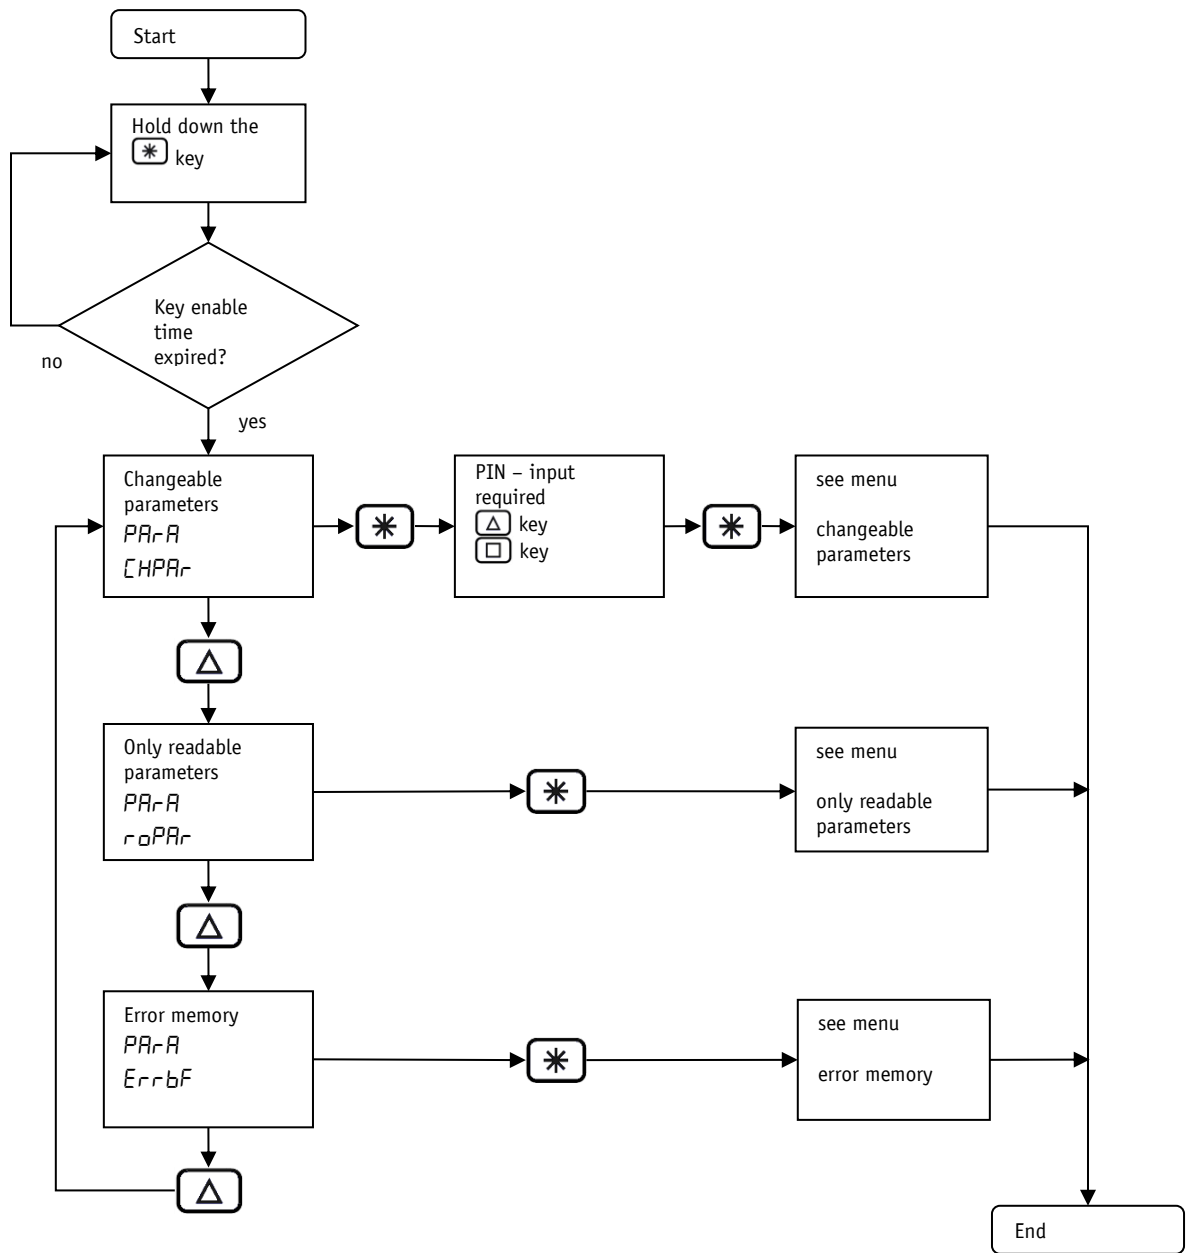 Start
Hold down the
key
Key enable
time
expired?
no
yes
Changeable
parameters
PArA
CHPAr
PIN – input
required
key
key
see menu
changeable
parameters
Only readable
parameters
PArA
roPAr
see menu
only readable
parameters
Error memory
PArA
ErrbF
see menu
error memory
End